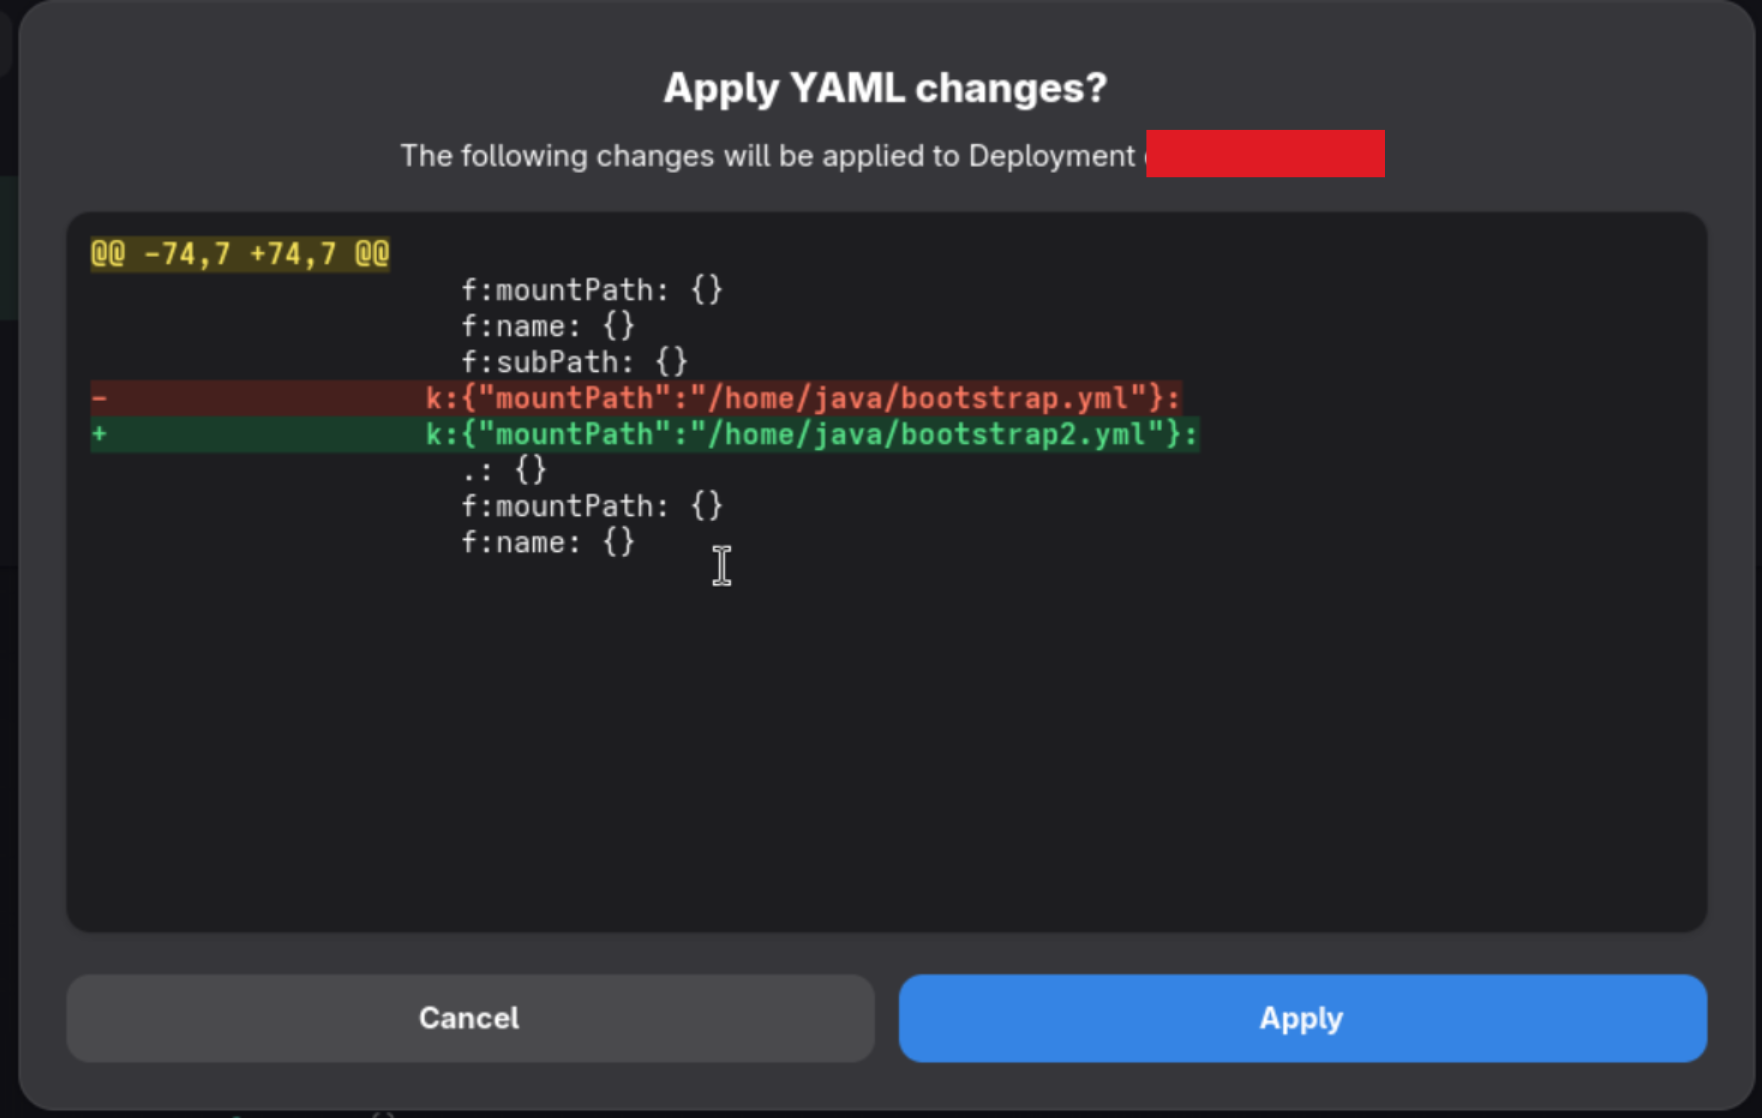 Apply YAML changes?
The following changes will be applied to Deployment
@@ -74,7 +74,7 @@
f:mountPath: {}
f:name: {}
f:subPath: {}
- k:{"mountPath":"/home/java/bootstrap.yml"}:
+ k:{"mountPath":"/home/java/bootstrap2.yml"}:
.: {}
f:mountPath: {}
f:name: {}
Cancel Apply